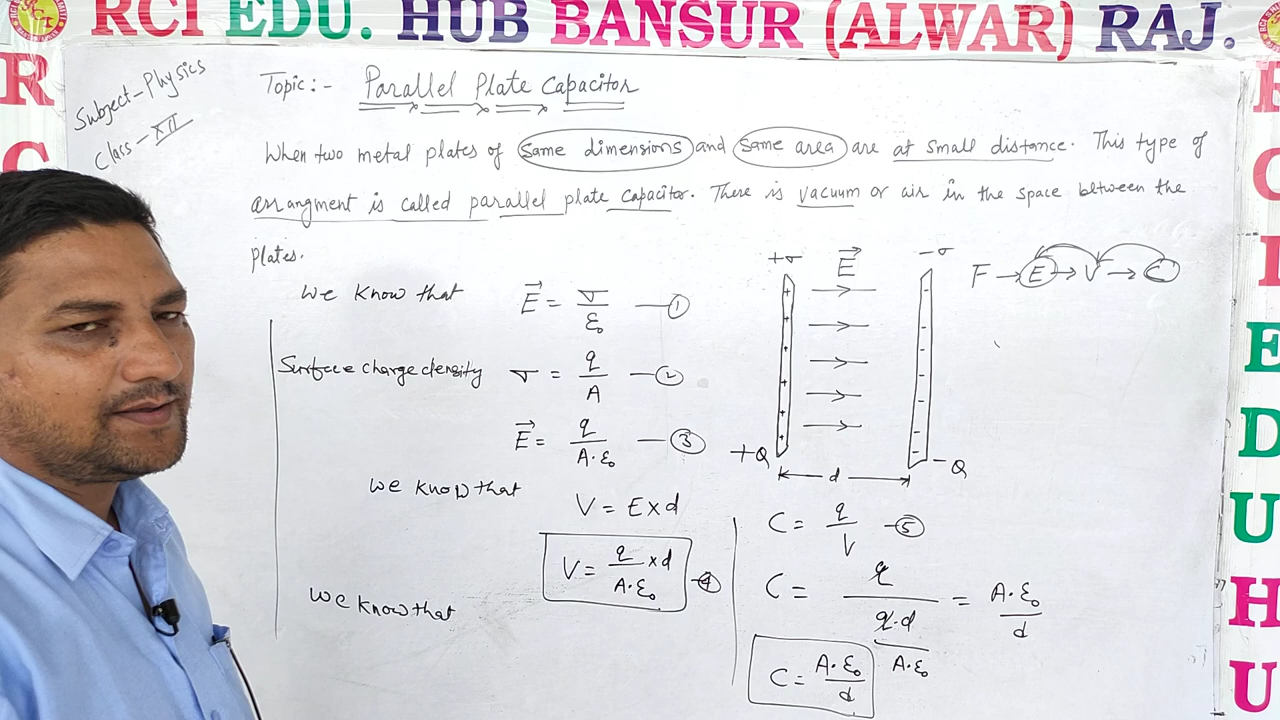 RCI EDU. HUB BANSUR (ALWAR) RAJ.
Subject-Physics
Class-XII
Topic:- Parallel Plate Capacitor
When two metal plates of same dimensions and same area are at small distance. This type of
arrangment is called parallel plate capacitor. There is vacuum or air in the space between the
plates.
We know that E⃗ = σ/ε₀ —①
Surface charge density σ = q/A —②
E⃗ = q/A·ε₀ —③
We know that
V = E×d
V = q/A·ε₀ ×d —④
We know that
+σ E⃗ -σ
+ + + + + +
- - - - - - - -
+Q -Q
d
F → E → V → C
C = q/V —⑤
C = q/(q·d/A·ε₀) = A·ε₀/d
C = A·ε₀/d
R
C
R
C
I
E
D
U
H
U